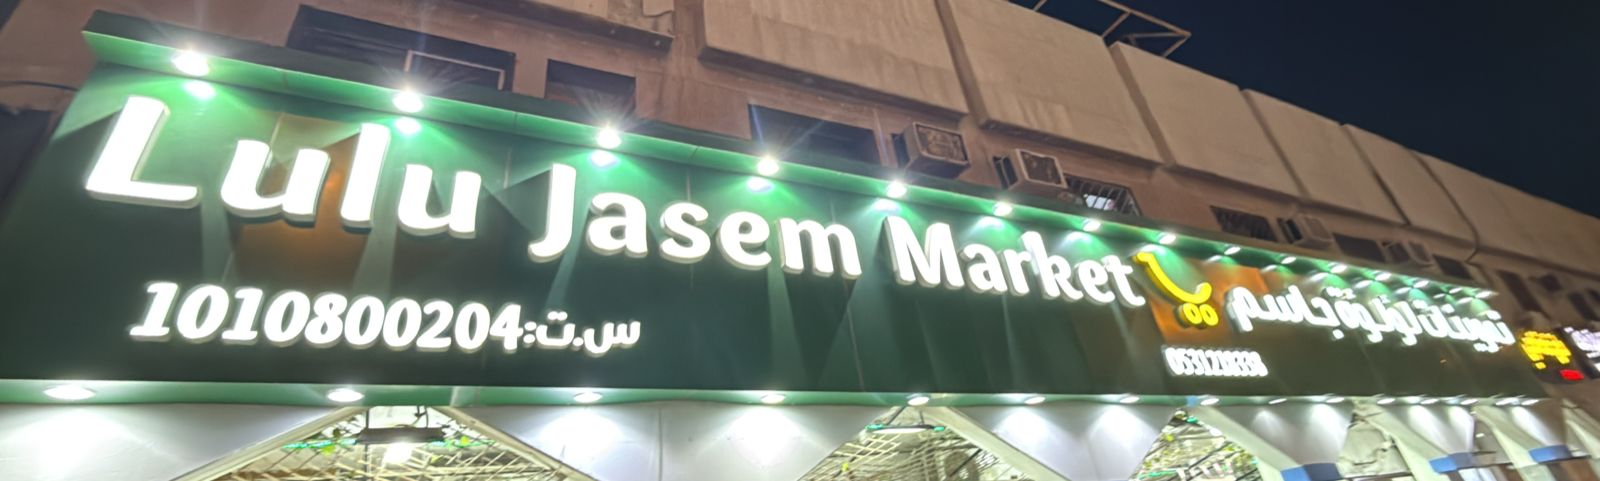 Lulu Jasem Market
تموينات لؤلؤة جاسم
س.ت:1010800204